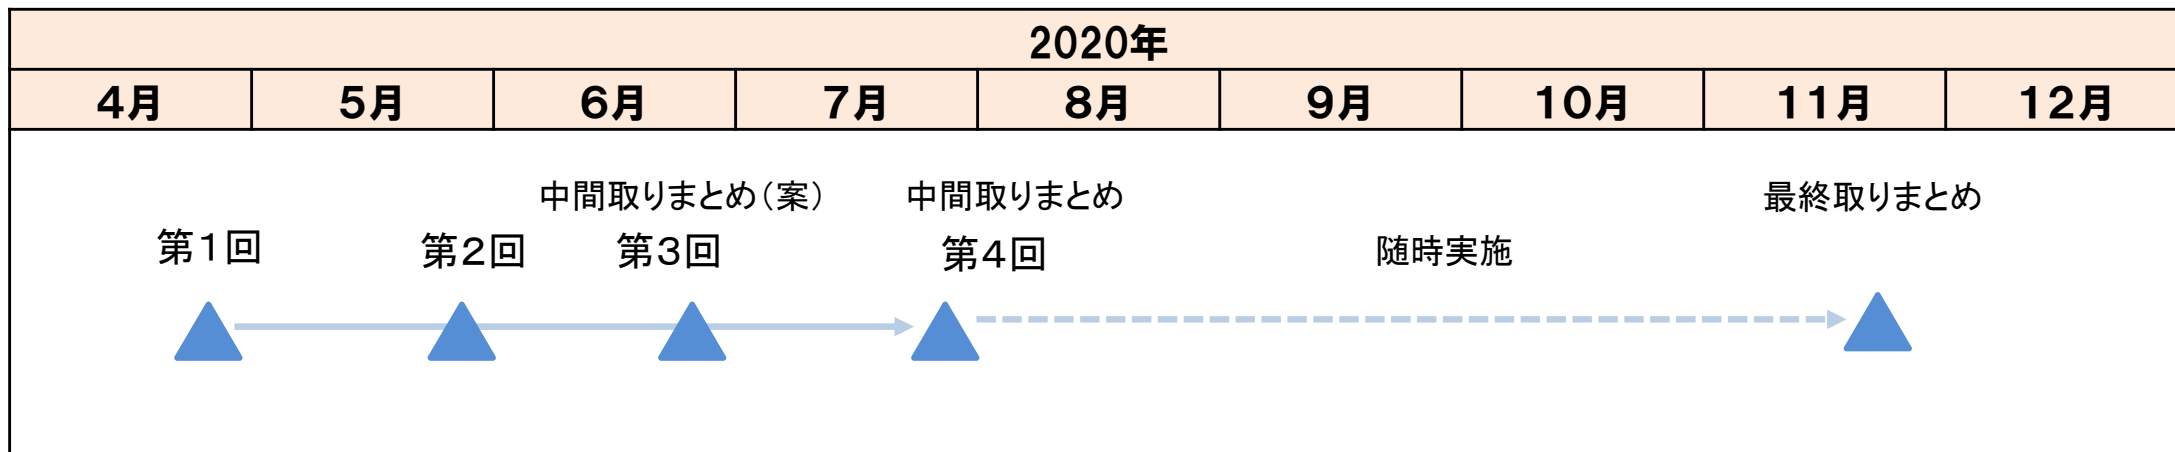 2020年
4月 5月 6月 7月 8月 9月 10月 11月 12月
中間取りまとめ（案） 中間取りまとめ 最終取りまとめ
第1回 第2回 第3回 第4回 随時実施